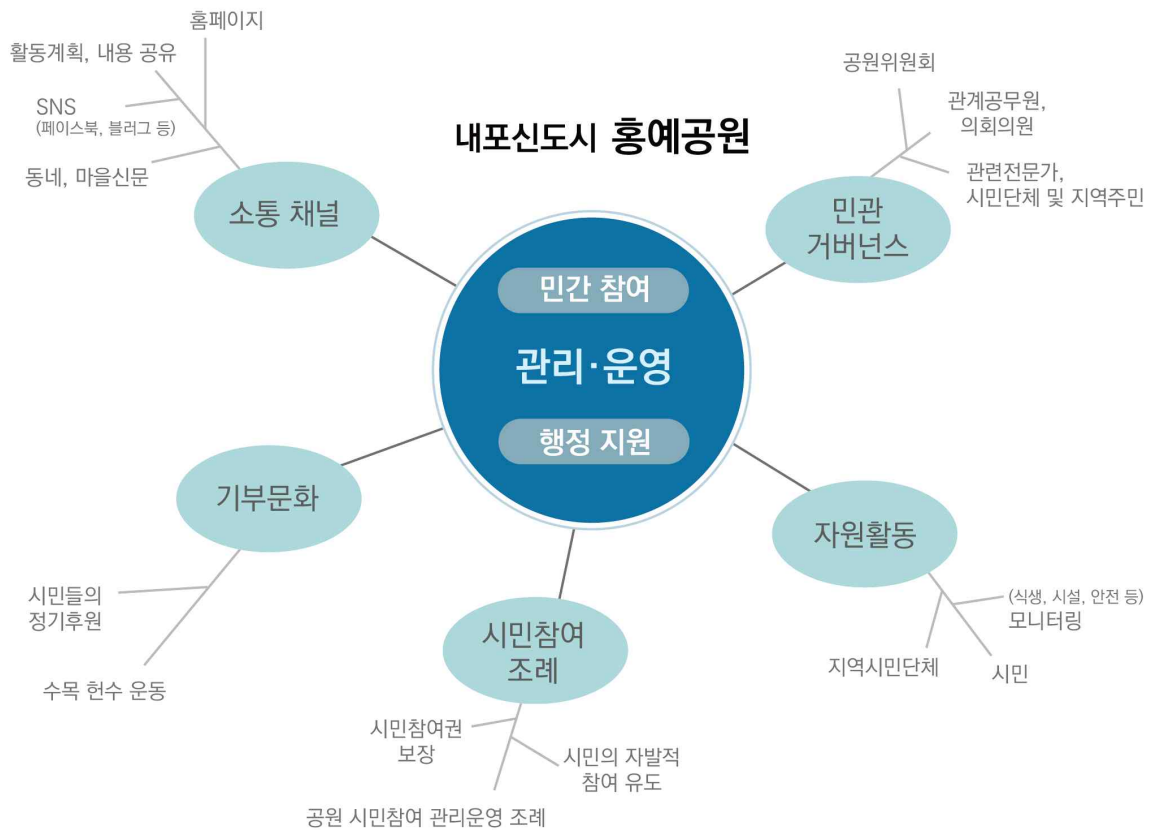 내포신도시 홍예공원
민간 참여
관리·운영
행정 지원
소통 채널
홈페이지
활동계획, 내용 공유
SNS
(페이스북, 블러그 등)
동네, 마을신문
민관
거버넌스
공원위원회
관계공무원,
의회의원
관련전문가,
시민단체 및 지역주민
기부문화
시민들의
정기후원
수목 헌수 운동
시민참여
조례
시민참여권
보장
시민의 자발적
참여 유도
공원 시민참여 관리운영 조례
자원활동
(식생, 시설, 안전 등)
모니터링
지역시민단체
시민